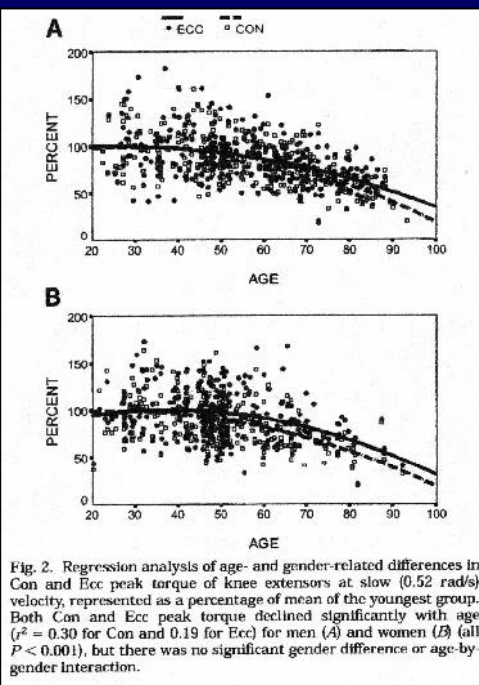 A
ECC CON
200
150
100
50
0
PERCENT
20 30 40 50 60 70 80 90 100
AGE
B
200
150
100
50
0
PERCENT
20 30 40 50 60 70 80 90 100
AGE
Fig. 2. Regression analysis of age- and gender-related differences in
Con and Ecc peak torque of knee extensors at slow (0.52 rad/s)
velocity, represented as a percentage of mean of the youngest group.
Both Con and Ecc peak torque declined significantly with age
(r² = 0.30 for Con and 0.19 for Ecc) for men (A) and women (B) (all
P < 0.001), but there was no significant gender difference or age-by-
gender interaction.